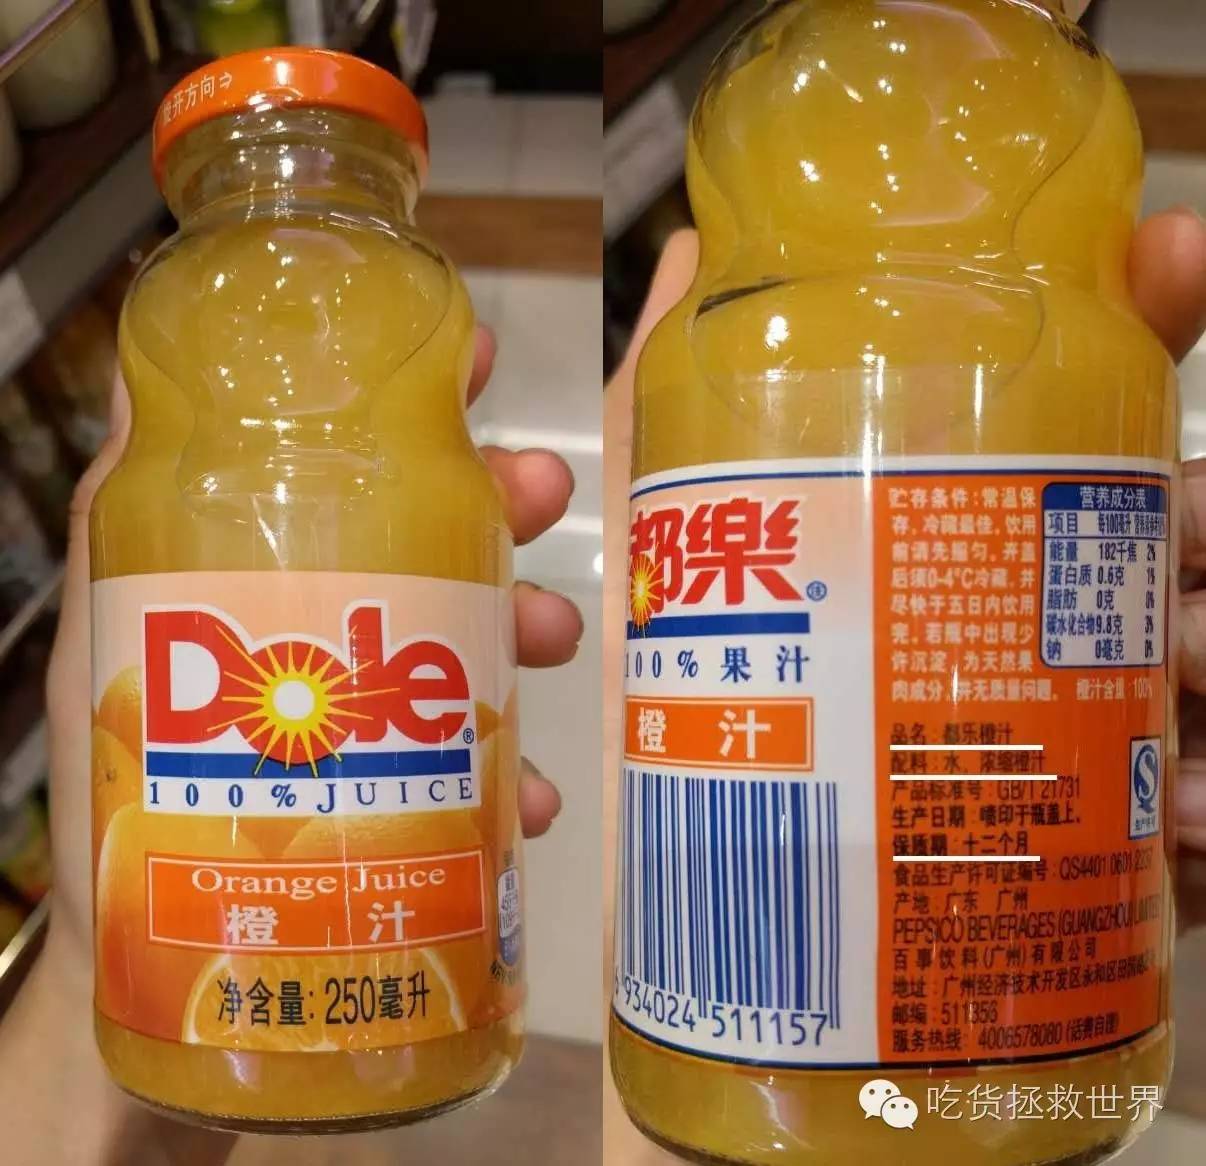 旋开方向⇒
Dole®
100% JUICE
Orange Juice
橙 汁
净含量:250毫升
都樂®
100%果汁
橙 汁
6 934024 511157
贮存条件:常温保
存,冷藏最佳,饮用
前请先摇匀,开盖
后须0-4℃冷藏,并
尽快于五日内饮用
完,若瓶中出现少
许沉淀,为天然果
肉成分,并无质量问题。 橙汁含量:100%
营养成分表
项目 每100毫升
能量 182千焦 2%
蛋白质 0.6克 1%
脂肪 0克 0%
碳水化合物 9.8克 3%
钠 0毫克 0%
品名:都乐橙汁
配料:水、浓缩橙汁
产品标准号:GB/T 21731
生产日期:喷印于瓶盖上。
保质期:十二个月
食品生产许可证编号:QS4401 0601
产地:广东 广州
PEPSICO BEVERAGES (GUANGZHOU) LIMITED
百事饮料(广州)有限公司
地址:广州经济技术开发区永和区
邮编:511356
服务热线:4006578080(话费自理)
QS
生产许可
吃货拯救世界